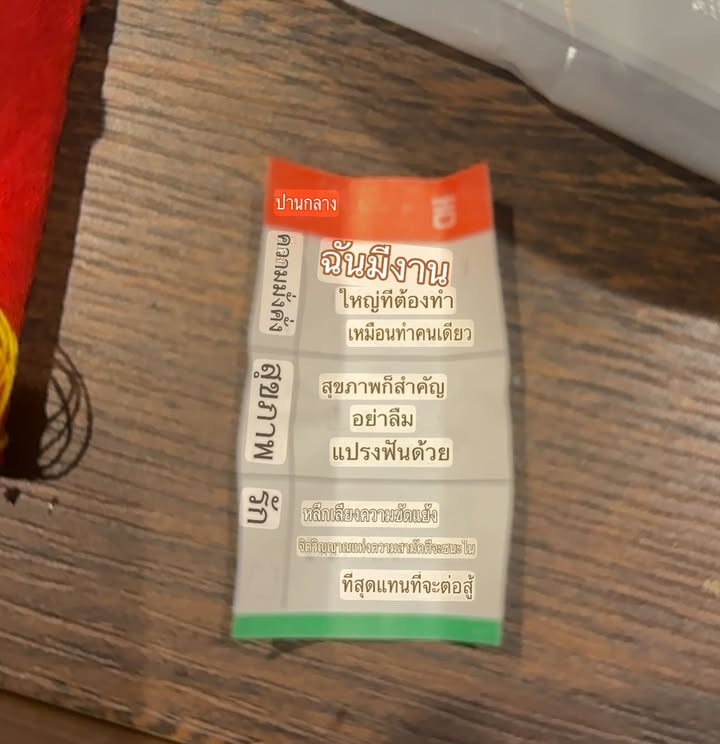 ปานกลาง
ความมั่งคั่ง
ฉันมีงาน
ใหญ่ที่ต้องทำ
เหมือนทำคนเดียว
สุขภาพ
สุขภาพก็สำคัญ
อย่าลืม
แปรงฟันด้วย
รัก
หลีกเลี่ยงความขัดแย้ง
จิตวิญญาณแห่งความสามัคคีจะชนะใน
ที่สุดแทนที่จะต่อสู้